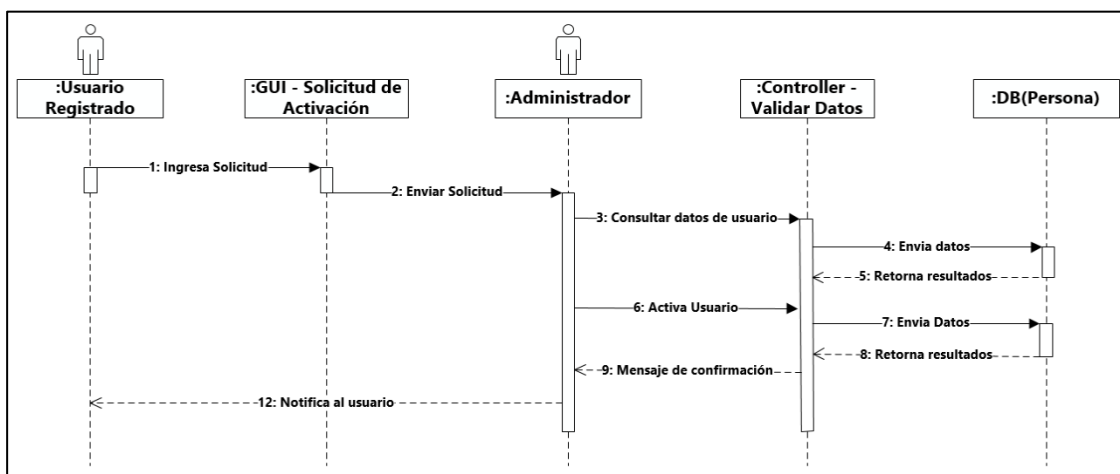 :Usuario
Registrado
:GUI - Solicitud de
Activación
:Administrador
:Controller -
Validar Datos
:DB(Persona)
1: Ingresa Solicitud
2: Enviar Solicitud
3: Consultar datos de usuario
4: Envia datos
5: Retorna resultados
6: Activa Usuario
7: Envia Datos
8: Retorna resultados
9: Mensaje de confirmación
12: Notifica al usuario